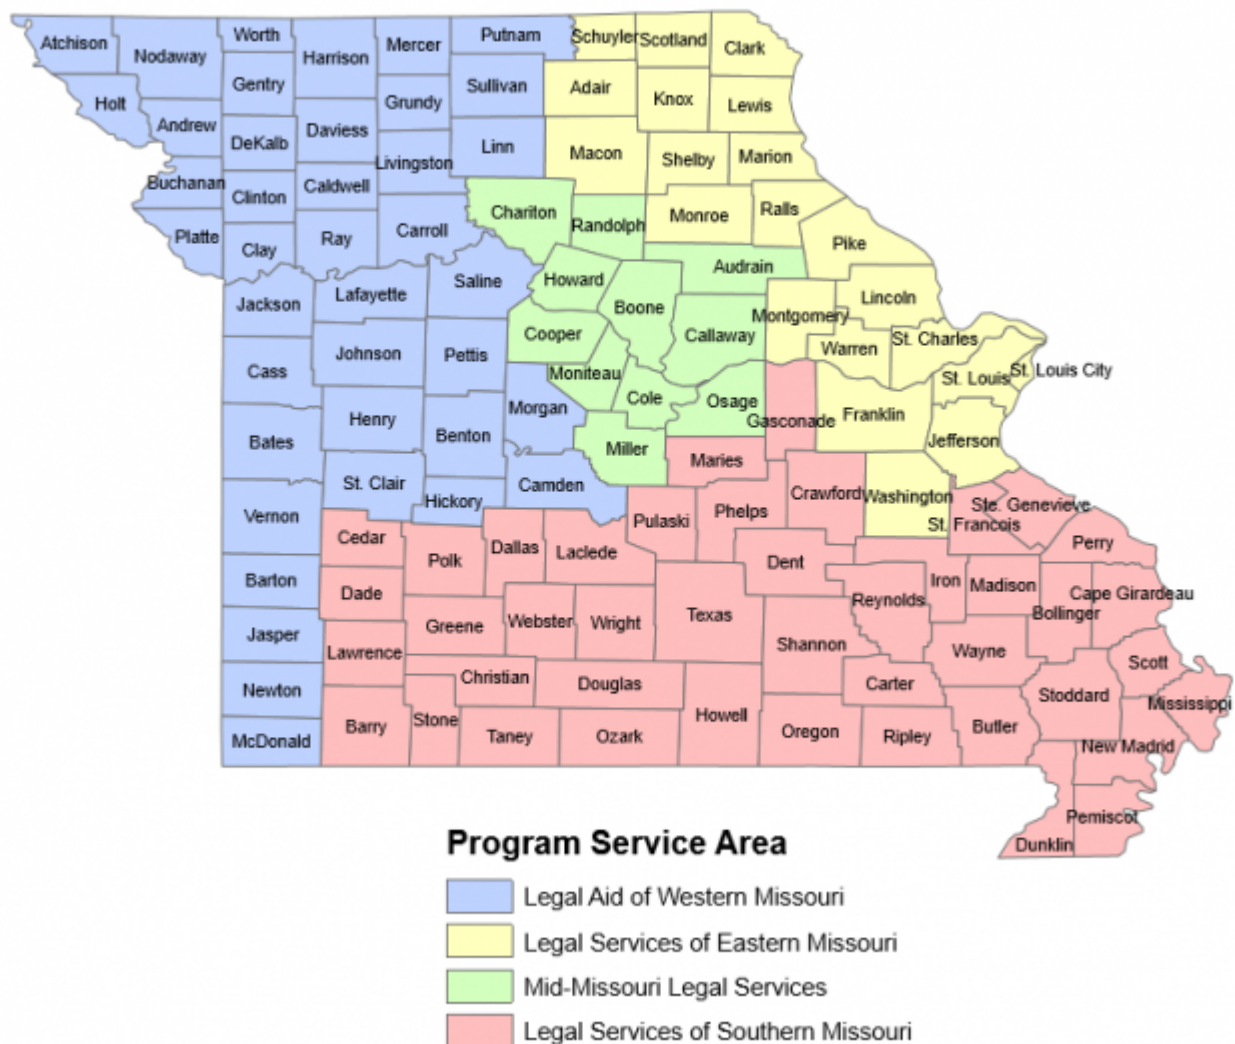 Atchison
Nodaway
Worth
Harrison
Mercer
Putnam
Schuyler
Scotland
Clark
Holt
Gentry
Grundy
Sullivan
Adair
Knox
Lewis
Andrew
DeKalb
Daviess
Livingston
Linn
Macon
Shelby
Marion
Buchanan
Clinton
Caldwell
Chariton
Randolph
Monroe
Ralls
Platte
Clay
Ray
Carroll
Pike
Jackson
Lafayette
Saline
Howard
Boone
Audrain
Lincoln
Cass
Johnson
Pettis
Cooper
Callaway
Montgomery
Warren
St. Charles
Moniteau
St. Louis
St. Louis City
Bates
Henry
Benton
Morgan
Cole
Osage
Gasconade
Franklin
Jefferson
Miller
Maries
Vernon
St. Clair
Hickory
Camden
Pulaski
Phelps
Crawford
Washington
St. Francois
Ste. Genevieve
Cedar
Polk
Dallas
Laclede
Dent
Perry
Barton
Dade
Greene
Webster
Wright
Texas
Reynolds
Iron
Madison
Bollinger
Cape Girardeau
Jasper
Lawrence
Christian
Douglas
Shannon
Wayne
Scott
Newton
Barry
Stone
Howell
Carter
Stoddard
Mississippi
McDonald
Taney
Ozark
Oregon
Ripley
Butler
New Madrid
Pemiscot
Dunklin
Program Service Area
Legal Aid of Western Missouri
Legal Services of Eastern Missouri
Mid-Missouri Legal Services
Legal Services of Southern Missouri